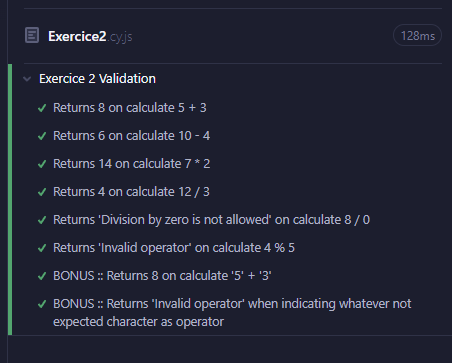 Exercice2.cy.js
128ms
Exercice 2 Validation
Returns 8 on calculate 5 + 3
Returns 6 on calculate 10 - 4
Returns 14 on calculate 7 * 2
Returns 4 on calculate 12 / 3
Returns 'Division by zero is not allowed' on calculate 8 / 0
Returns 'Invalid operator' on calculate 4 % 5
BONUS :: Returns 8 on calculate '5' + '3'
BONUS :: Returns 'Invalid operator' when indicating whatever not
expected character as operator